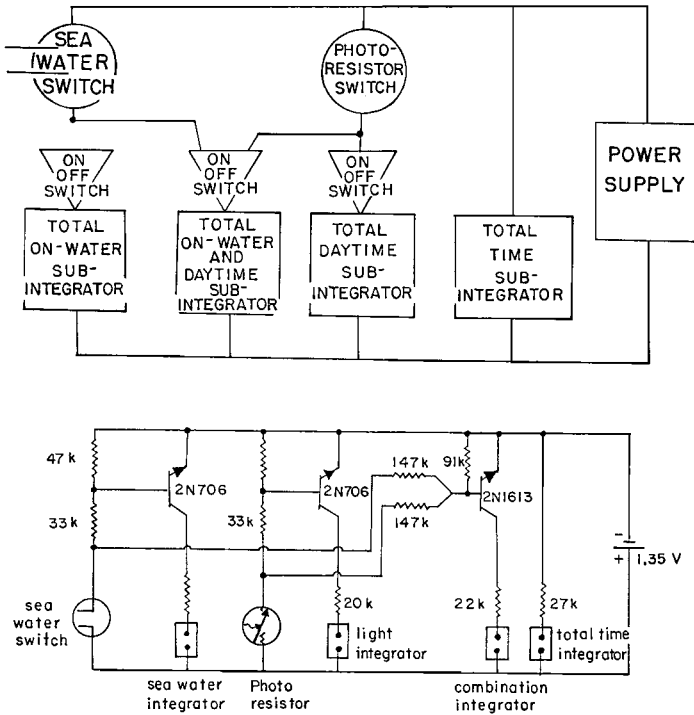 SEA
WATER
SWITCH
PHOTO-
RESISTOR
SWITCH
POWER
SUPPLY
ON
OFF
SWITCH
ON
OFF
SWITCH
ON
OFF
SWITCH
TOTAL
ON-WATER
SUB-
INTEGRATOR
TOTAL
ON-WATER
AND
DAYTIME
SUB-
INTEGRATOR
TOTAL
DAYTIME
SUB-
INTEGRATOR
TOTAL
TIME
SUB-
INTEGRATOR
47k
2N706
33k
sea
water
switch
sea water
integrator
33k
2N706
Photo
resistor
20k
light
integrator
147k
147k
91k
2N1613
22k
combination
integrator
27k
total time
integrator
-
+ 1,35 V